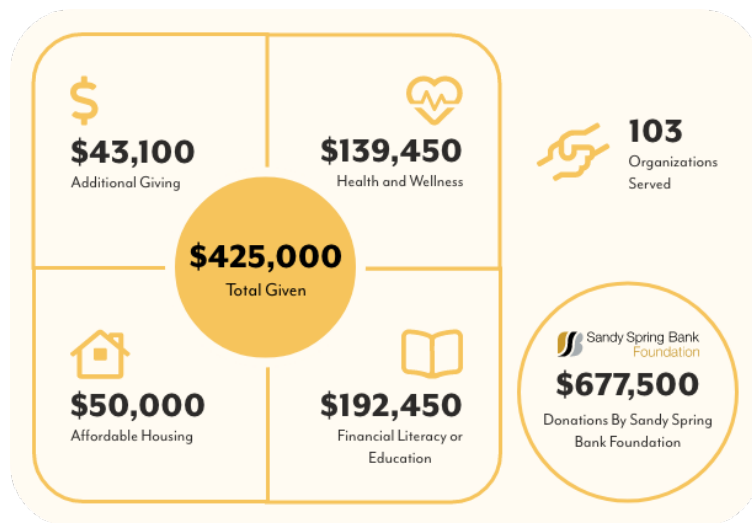 $43,100
Additional Giving
$139,450
Health and Wellness
$425,000
Total Given
$50,000
Affordable Housing
$192,450
Financial Literacy or
Education
103
Organizations
Served
Sandy Spring Bank
Foundation
$677,500
Donations By Sandy Spring
Bank Foundation